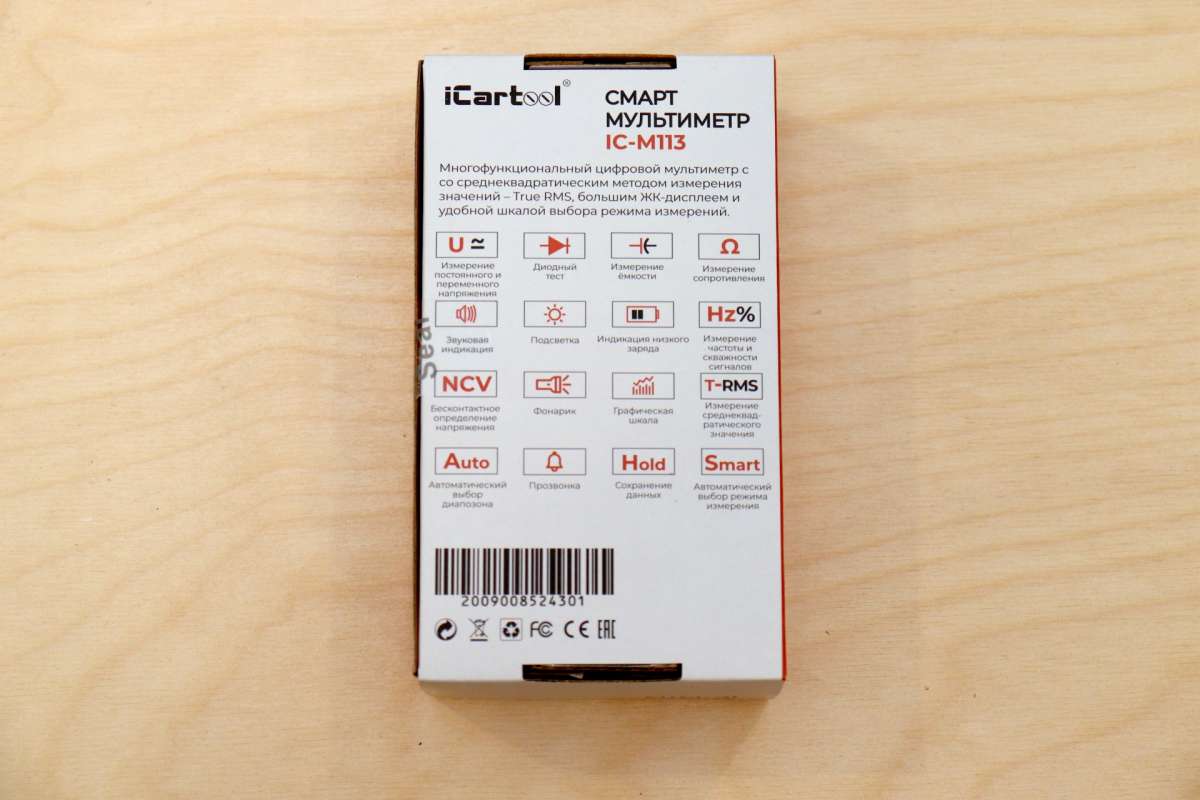 iCartool®
СМАРТ
МУЛЬТИМЕТР
IC-M113
Многофункциональный цифровой мультиметр с
со среднеквадратическим методом измерения
значений – True RMS, большим ЖК-дисплеем и
удобной шкалой выбора режима измерений.
U ≃
Измерение
постоянного и
переменного
напряжения
Диодный
тест
Измерение
ёмкости
Ω
Измерение
сопротивления
Звуковая
индикация
Подсветка
Индикация низкого
заряда
Hz%
Измерение
частоты и
скважности
сигналов
Seal
NCV
Бесконтактное
определение
напряжения
Фонарик
Графическая
шкала
T-RMS
Измерение
среднеквад-
ратического
значения
Auto
Автоматический
выбор
диапозона
Прозвонка
Hold
Сохранение
данных
Smart
Автоматический
выбор режима
измерения
2009008524301
FC CE EAC